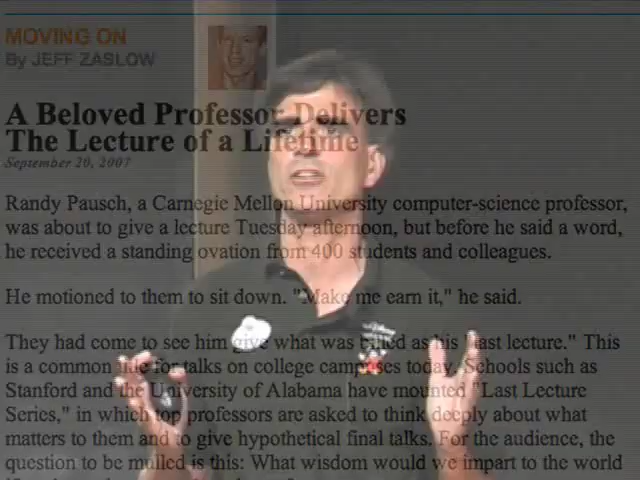 MOVING ON
By JEFF ZASLOW
A Beloved Professor Delivers
The Lecture of a Lifetime
September 20, 2007
Randy Pausch, a Carnegie Mellon University computer-science professor,
was about to give a lecture Tuesday afternoon, but before he said a word,
he received a standing ovation from 400 students and colleagues.
He motioned to them to sit down. "Make me earn it," he said.
They had come to see him give what was billed as his "last lecture." This
is a common title for talks on college campuses today. Schools such as
Stanford and the University of Alabama have mounted "Last Lecture
Series," in which top professors are asked to think deeply about what
matters to them and to give hypothetical final talks. For the audience, the
question to be mulled is this: What wisdom would we impart to the world